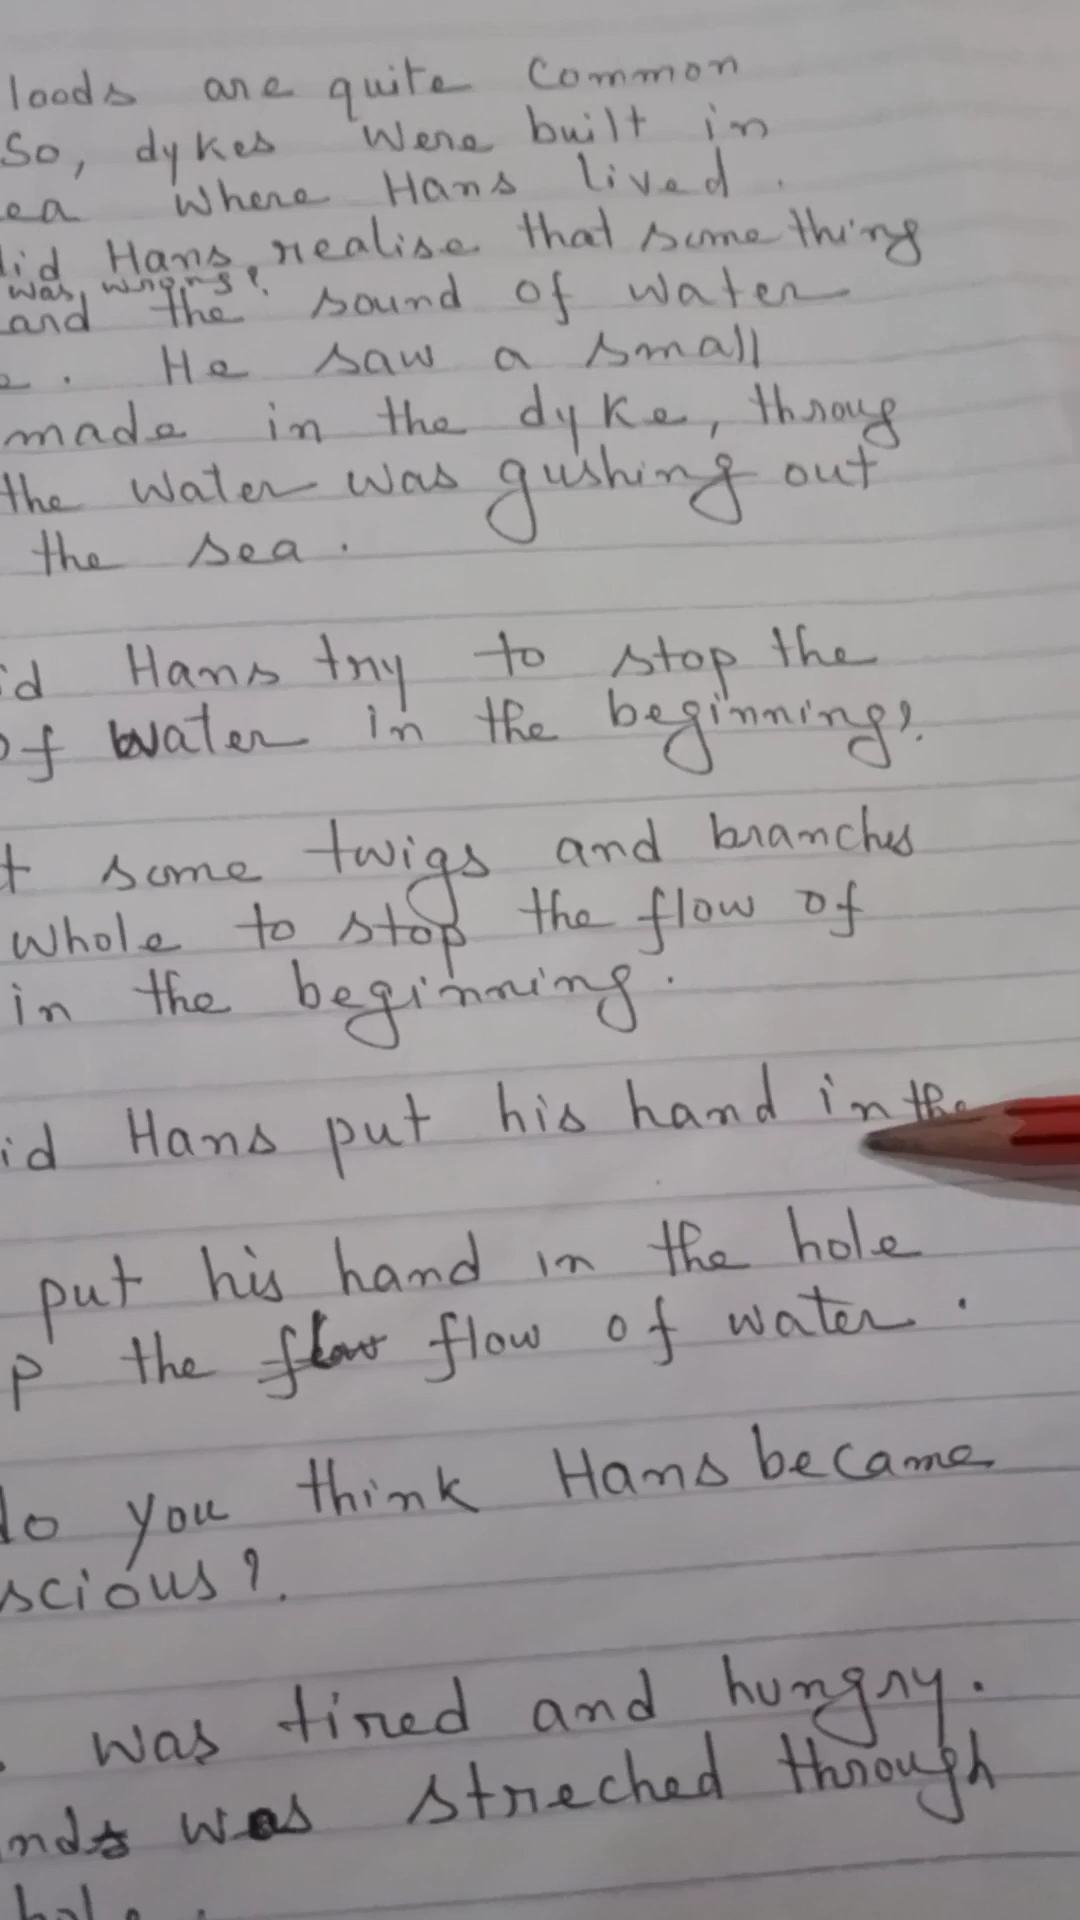 loods are quite Common
So, dykes were built in
ea where Hans lived.
did Hans realise that something
was wrong?
and the sound of water
e. He saw a small
made in the dyke, throug
the water was gushing out
the sea.
id Hans try to stop the
of water in the beginning?
t some twigs and branches
whole to stop the flow of
in the beginning.
id Hans put his hand in the
put his hand in the hole
p the flow flow of water.
do you think Hans became
scious?
was tired and hungry.
nds was streched through
hole.